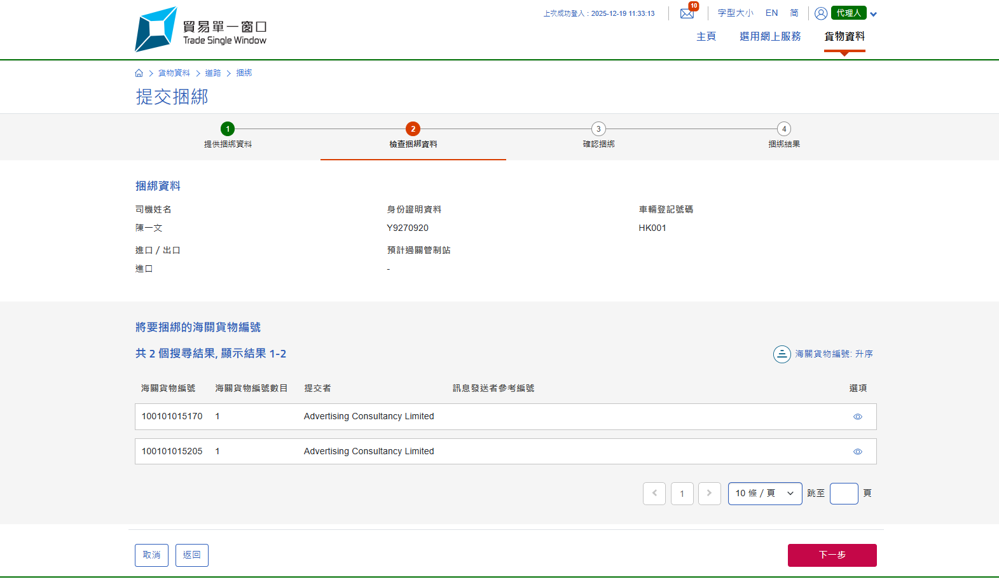 貿易單一窗口
Trade Single Window
上次成功登入 : 2025-12-19 11:33:13
10
字型大小
EN
简
代理人
主頁
選用網上服務
貨物資料
貨物資料 > 道路 > 捆綁
提交捆綁
1
提供捆綁資料
2
檢查捆綁資料
3
確認捆綁
4
捆綁結果
捆綁資料
司機姓名
陳一文
身份證明資料
Y9270920
車輛登記號碼
HK001
進口 / 出口
進口
預計過關管制站
-
將要捆綁的海關貨物編號
共 2 個搜尋結果, 顯示結果 1-2
海關貨物編號: 升序
海關貨物編號 海關貨物編號數目 提交者 訊息發送者參考編號 選項
100101015170 1 Advertising Consultancy Limited
100101015205 1 Advertising Consultancy Limited
< 1 > 10 條 / 頁 跳至 頁
取消
返回
下一步